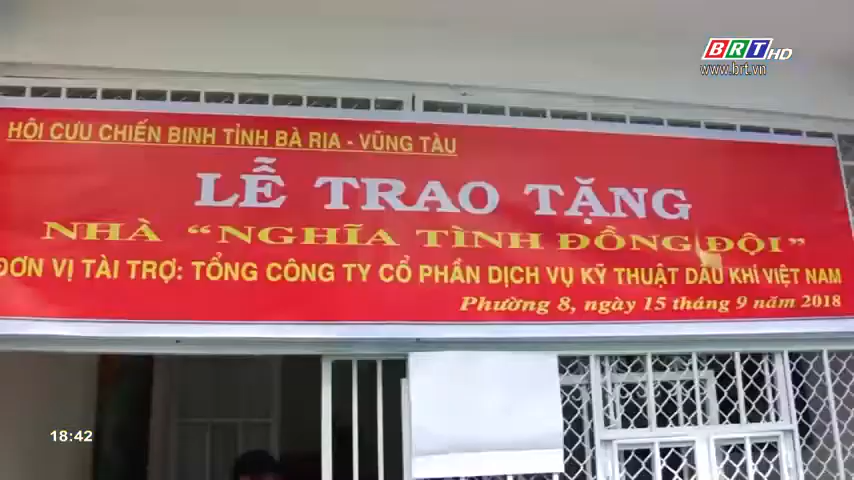 BRT HD
www.brt.vn
HỘI CỰU CHIẾN BINH TỈNH BÀ RỊA - VŨNG TÀU
LỄ TRAO TẶNG
NHÀ “NGHĨA TÌNH ĐỒNG ĐỘI”
ĐƠN VỊ TÀI TRỢ: TỔNG CÔNG TY CỔ PHẦN DỊCH VỤ KỸ THUẬT DẦU KHÍ VIỆT NAM
Phường 8, ngày 15 tháng 9 năm 2018
18:42